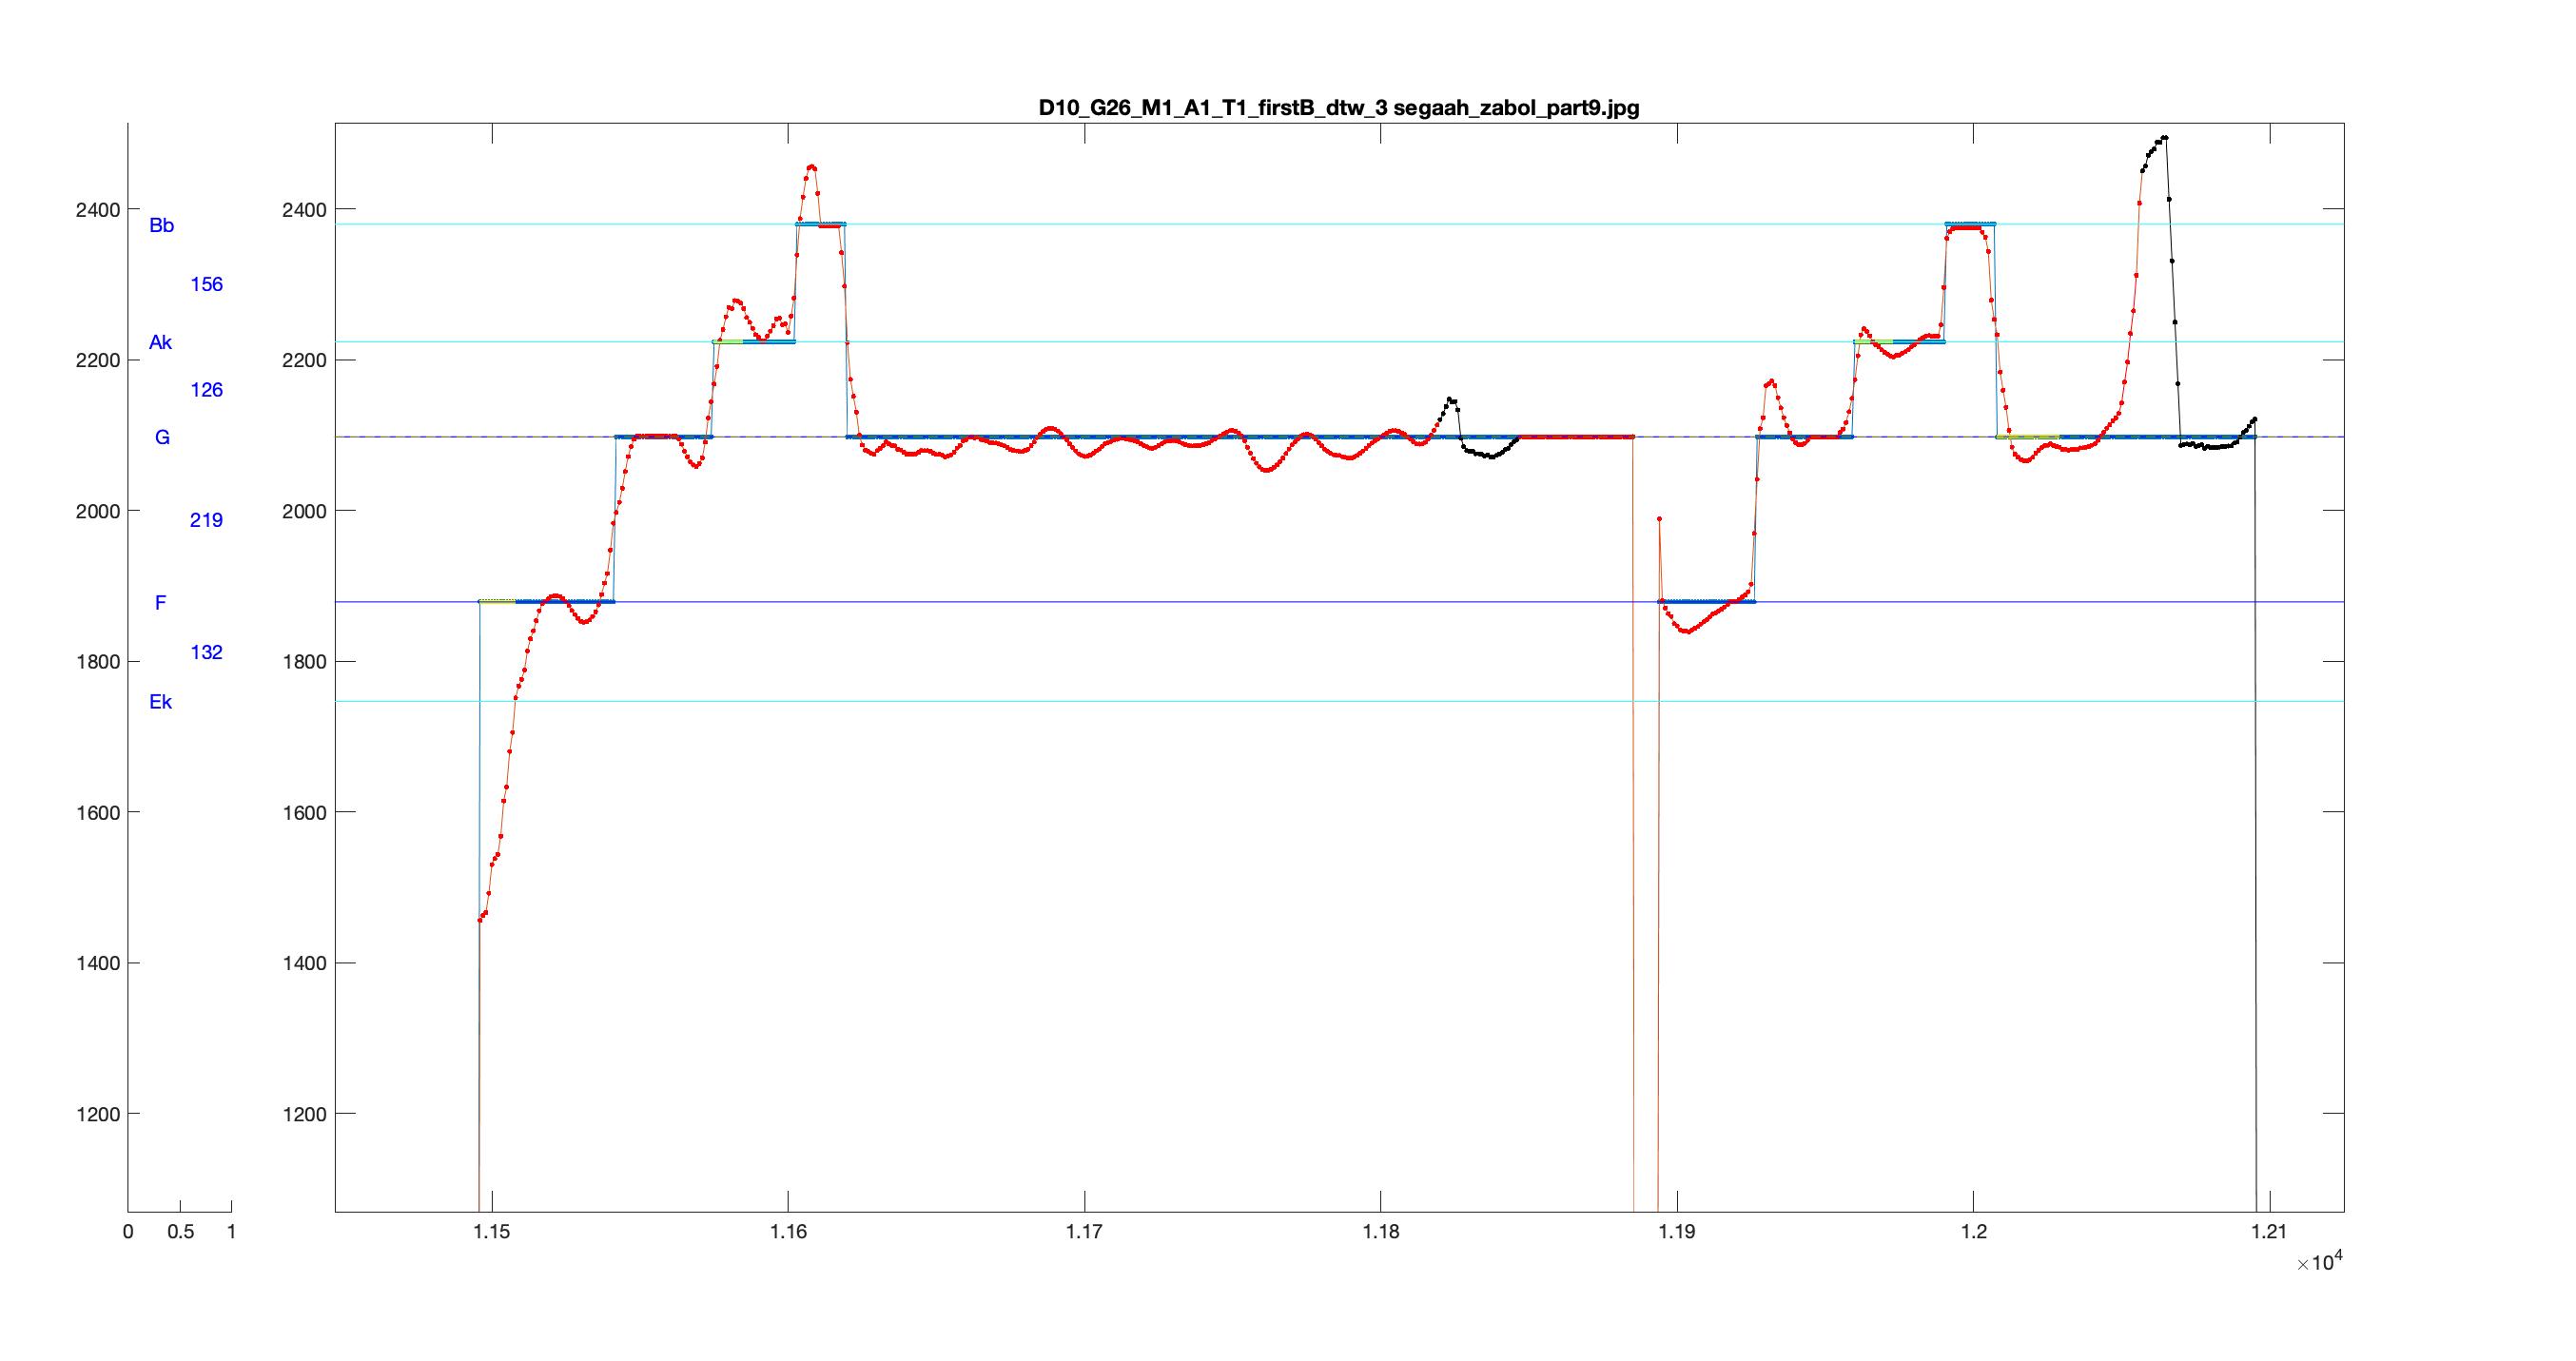 D10_G26_M1_A1_T1_firstB_dtw_3 segaah_zabol_part9.jpg
2400 Bb 2400
156
Ak
2200 2200
126
G
2000 219 2000
F
1800 132 1800
Ek
1600 1600
1400 1400
1200 1200
0 0.5 1 1.15 1.16 1.17 1.18 1.19 1.2 1.21
×10^4